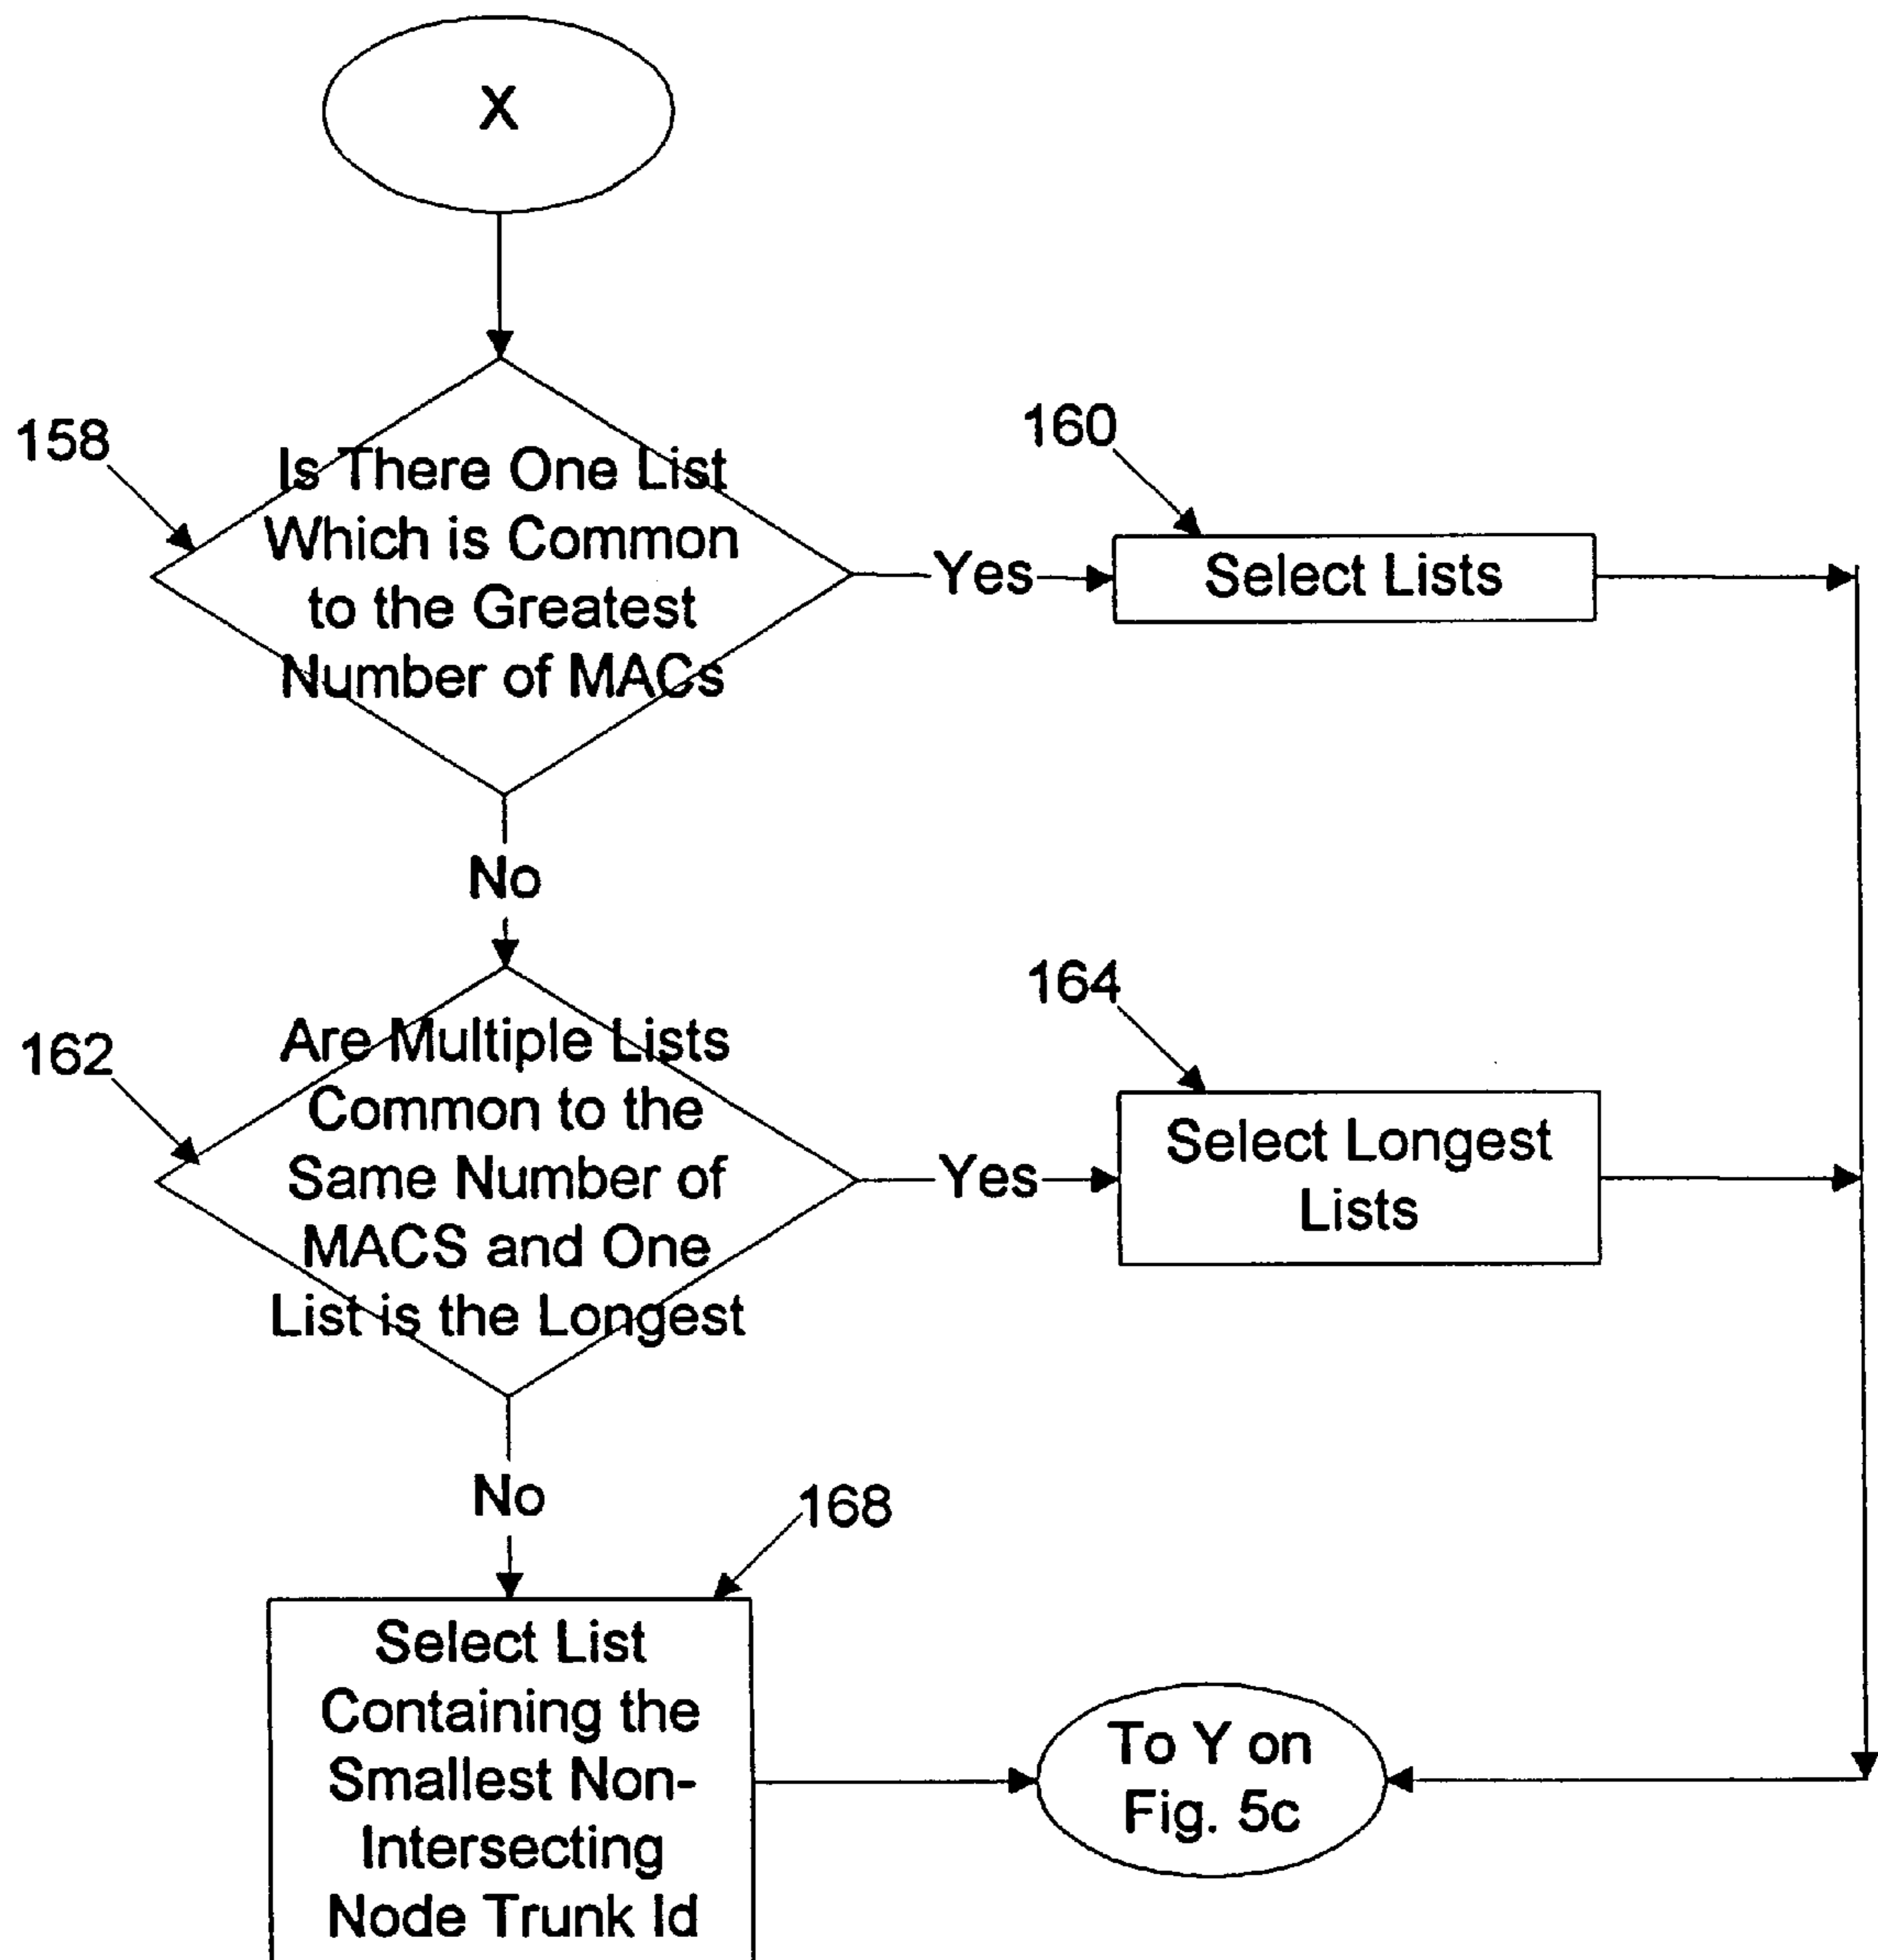 X
158
Is There One List
Which is Common
to the Greatest
Number of MACs
Yes
160
Select Lists
No
162
Are Multiple Lists
Common to the
Same Number of
MACS and One
List is the Longest
Yes
164
Select Longest
Lists
No
168
Select List
Containing the
Smallest Non-
Intersecting
Node Trunk Id
To Y on
Fig. 5c